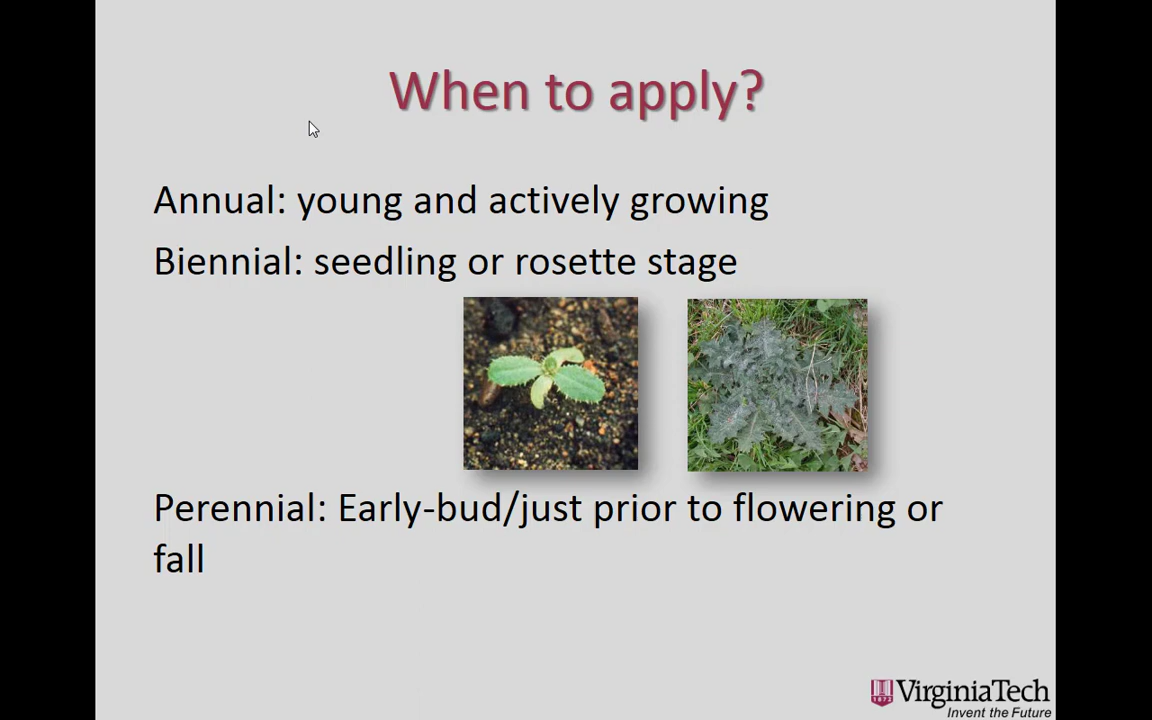 When to apply?
Annual: young and actively growing
Biennial: seedling or rosette stage
Perennial: Early-bud/just prior to flowering or
fall
1872
VirginiaTech
Invent the Future